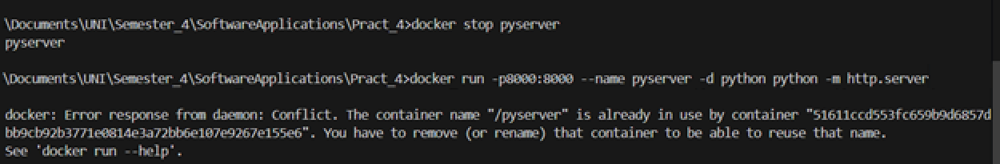 \Documents\UNI\Semester_4\SoftwareApplications\Pract_4>docker stop pyserver
pyserver
\Documents\UNI\Semester_4\SoftwareApplications\Pract_4>docker run -p8000:8000 --name pyserver -d python python -m http.server
docker: Error response from daemon: Conflict. The container name "/pyserver" is already in use by container "51611ccd553fc659b9d6857d
bb9cb92b3771e0814e3a72bb6e107e9267e155e6". You have to remove (or rename) that container to be able to reuse that name.
See 'docker run --help'.